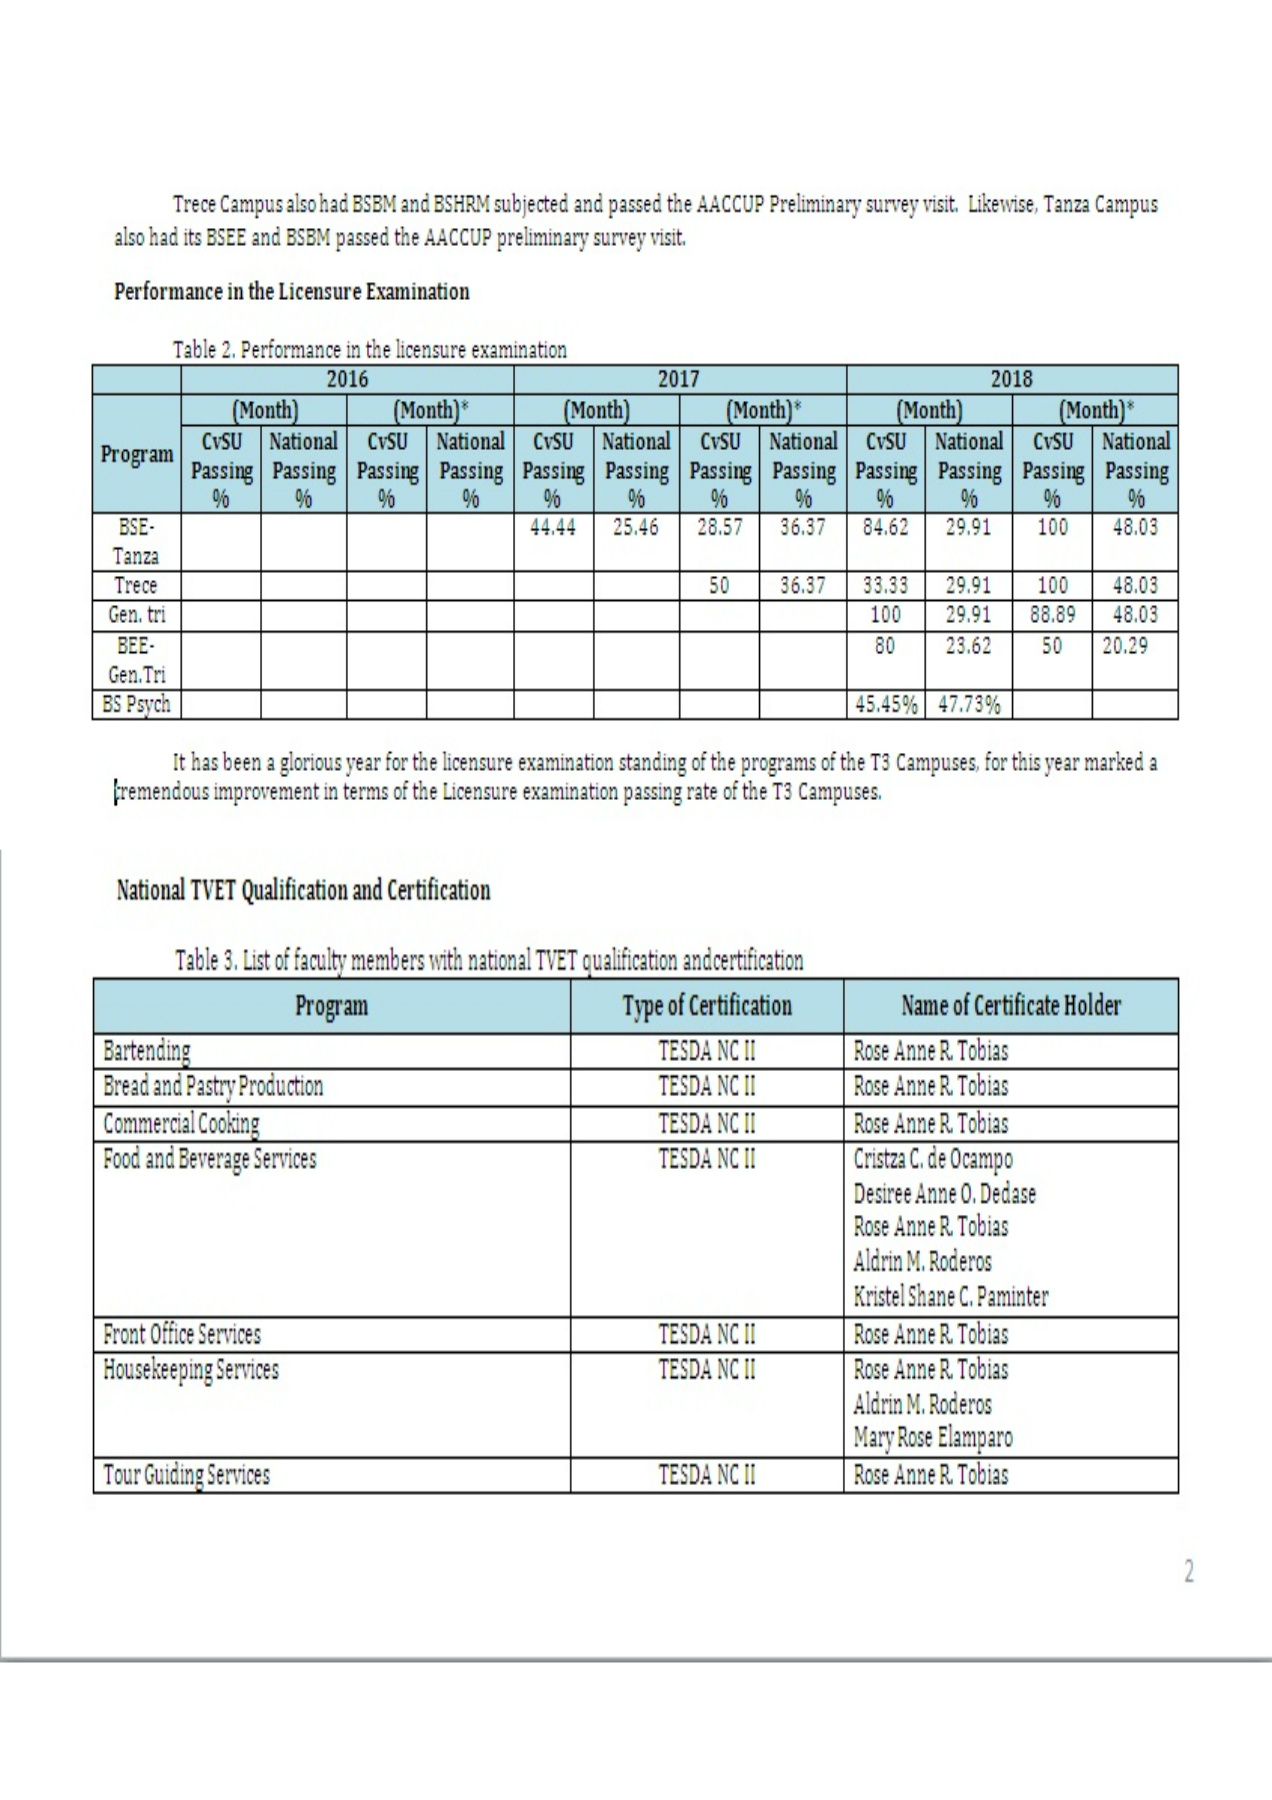 Trece Campus also had BSBM and BSHRM subjected and passed the AACCUP Preliminary survey visit. Likewise, Tanza Campus
also had its BSEE and BSBM passed the AACCUP preliminary survey visit.
Performance in the Licensure Examination
Table 2. Performance in the licensure examination
2016 2017 2018
(Month) (Month)* (Month) (Month)* (Month) (Month)*
Program
CvSU National CvSU National CvSU National CvSU National CvSU National CvSU National
Passing Passing Passing Passing Passing Passing Passing Passing Passing Passing Passing Passing
% % % % % % % % % % % %
BSE- 44.44 25.46 28.57 36.37 84.62 29.91 100 48.03
Tanza
Trece 50 36.37 33.33 29.91 100 48.03
Gen. tri 100 29.91 88.89 48.03
BEE- 80 23.62 50 20.29
Gen.Tri
BS Psych 45.45% 47.73%
It has been a glorious year for the licensure examination standing of the programs of the T3 Campuses, for this year marked a
tremendous improvement in terms of the Licensure examination passing rate of the T3 Campuses.
National TVET Qualification and Certification
Table 3. List of faculty members with national TVET qualification andcertification
Program Type of Certification Name of Certificate Holder
Bartending TESDA NC II Rose Anne R. Tobias
Bread and Pastry Production TESDA NC II Rose Anne R. Tobias
Commercial Cooking TESDA NC II Rose Anne R. Tobias
Food and Beverage Services TESDA NC II Cristza C. de Ocampo
Desiree Anne O. Dedase
Rose Anne R. Tobias
Aldrin M. Roderos
Kristel Shane C. Paminter
Front Office Services TESDA NC II Rose Anne R. Tobias
Housekeeping Services TESDA NC II Rose Anne R. Tobias
Aldrin M. Roderos
Mary Rose Elamparo
Tour Guiding Services TESDA NC II Rose Anne R. Tobias
2